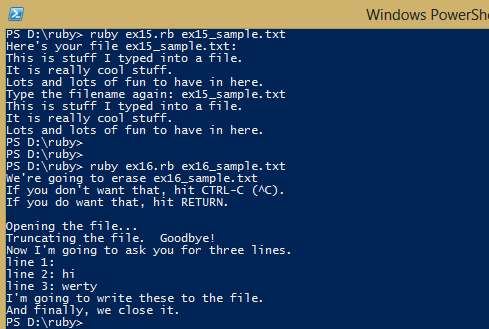 Windows PowerShe
PS D:\ruby> ruby ex15.rb ex15_sample.txt
Here's your file ex15_sample.txt:
This is stuff I typed into a file.
It is really cool stuff.
Lots and lots of fun to have in here.
Type the filename again: ex15_sample.txt
This is stuff I typed into a file.
It is really cool stuff.
Lots and lots of fun to have in here.
PS D:\ruby>
PS D:\ruby>
PS D:\ruby> ruby ex16.rb ex16_sample.txt
We're going to erase ex16_sample.txt
If you don't want that, hit CTRL-C (^C).
If you do want that, hit RETURN.
Opening the file...
Truncating the file.  Goodbye!
Now I'm going to ask you for three lines.
line 1:
line 2: hi
line 3: werty
I'm going to write these to the file.
And finally, we close it.
PS D:\ruby>